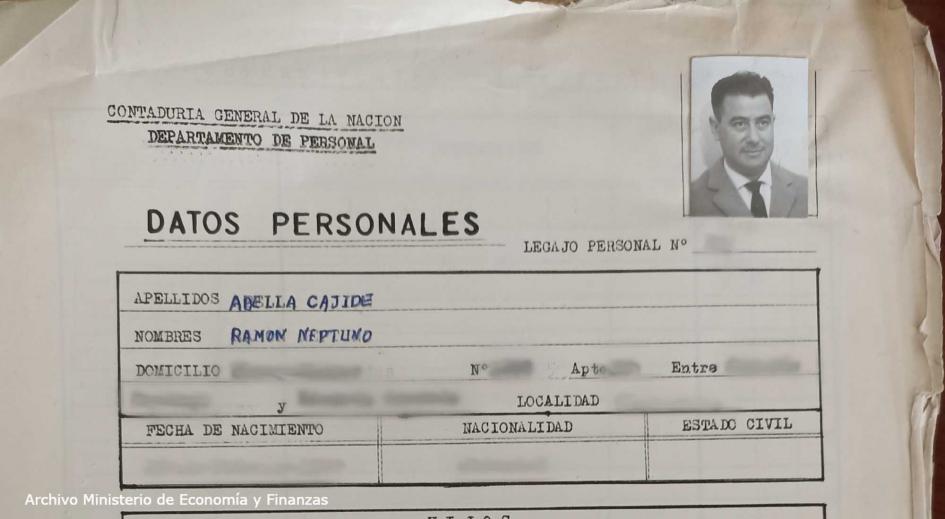 CONTADURIA GENERAL DE LA NACION
DEPARTAMENTO DE PERSONAL
DATOS PERSONALES
LEGAJO PERSONAL Nº
APELLIDOS ABELLA CAJIDE
NOMBRES RAMON NEPTUNO
DOMICILIO Nº Apto Entre
y LOCALIDAD
FECHA DE NACIMIENTO NACIONALIDAD ESTADO CIVIL
Archivo Ministerio de Economía y Finanzas